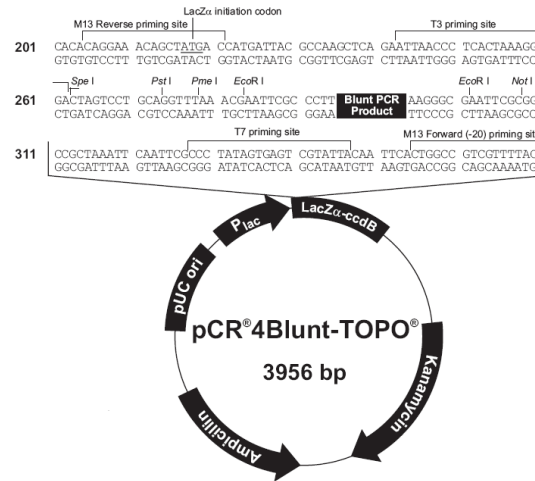 LacZα initiation codon
M13 Reverse priming site T3 priming site
201 CACACAGGAA ACAGCTATGA CCATGATTAC GCCAAGCTCA GAATTAACCC TCACTAAAGG
GTGTGTCCTT TGTCGATACT GGTACTAATG CGGTTCGAGT CTTAATTGGG AGTGATTTCC
Spe I Pst I Pme I EcoR I EcoR I Not I
261 GACTAGTCCT GCAGGTTTAA ACGAATTCGC CCTT Blunt PCR Product AAGGGC GAATTCGCGG
CTGATCAGGA CGTCCAAATT TGCTTAAGCG GGAA TTCCCG CTTAAGCGCC
T7 priming site M13 Forward (-20) priming site
311 CCGCTAAATT CAATTCGCCC TATAGTGAGT CGTATTACAA TTCACTGGCC GTCGTTTTAC
GGCGATTTAA GTTAAGCGGG ATATCACTCA GCATAATGTT AAGTGACCGG CAGCAAAATG
Plac LacZα-ccdB
pUC ori
pCR®4Blunt-TOPO®
3956 bp
Kanamycin
Ampicillin